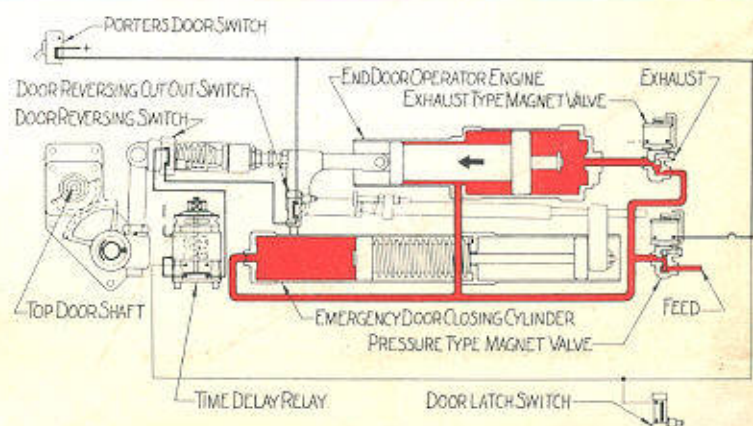 PORTERS DOOR SWITCH
DOOR REVERSING CUT OUT SWITCH
DOOR REVERSING SWITCH
END DOOR OPERATOR ENGINE
EXHAUST TYPE MAGNET VALVE
EXHAUST
TOP DOOR SHAFT
EMERGENCY DOOR CLOSING CYLINDER
PRESSURE TYPE MAGNET VALVE
FEED
TIME DELAY RELAY
DOOR LATCH SWITCH